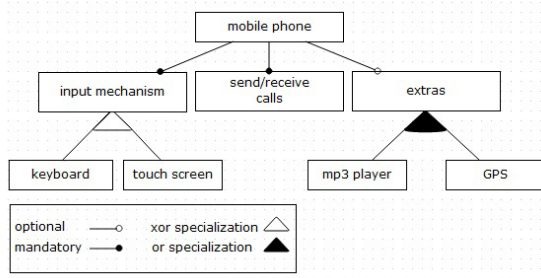 mobile phone
input mechanism
send/receive
calls
extras
keyboard
touch screen
mp3 player
GPS
optional
xor specialization
mandatory
or specialization